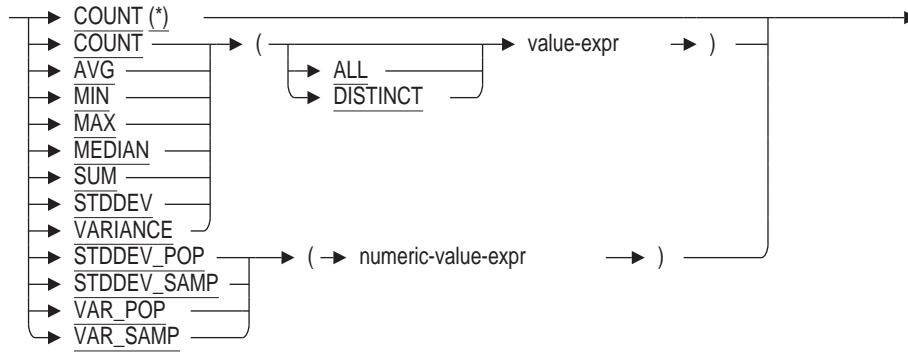 COUNT (*)
COUNT ( value-expr )
AVG ALL
MIN DISTINCT
MAX
MEDIAN
SUM
STDDEV
VARIANCE
STDDEV_POP ( numeric-value-expr )
STDDEV_SAMP
VAR_POP
VAR_SAMP